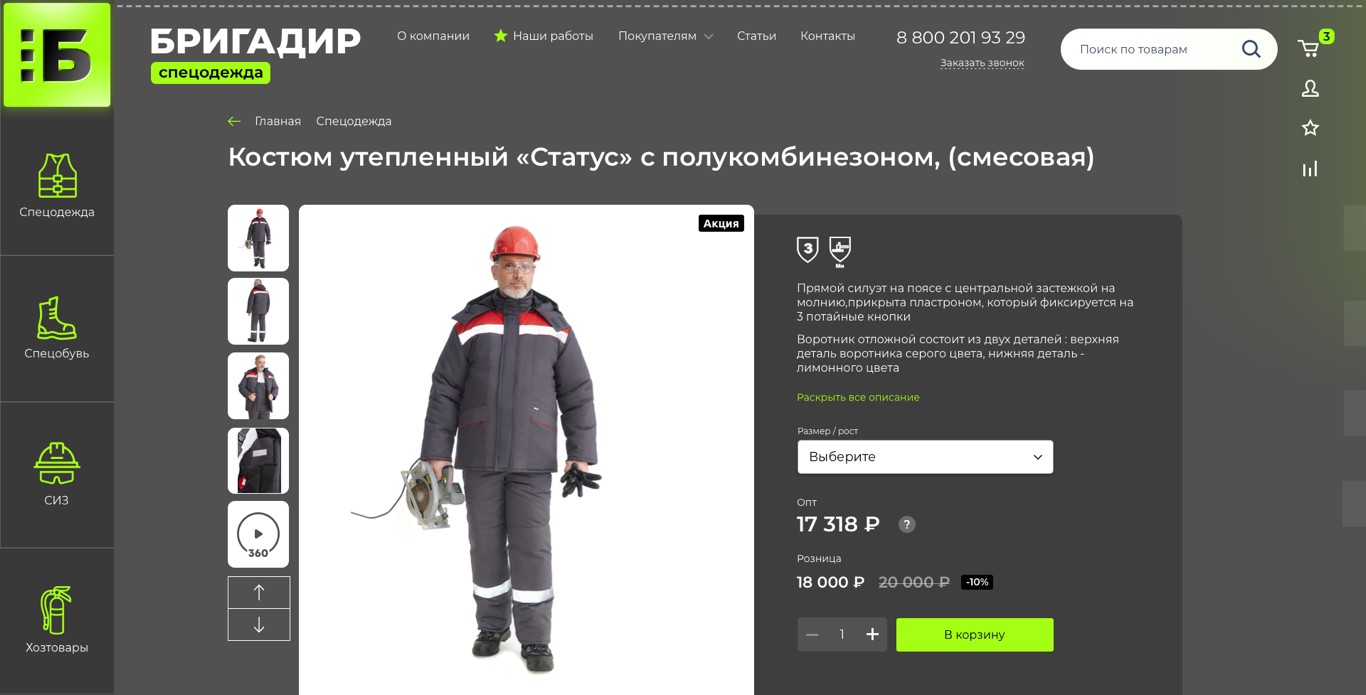 Б
БРИГАДИР
спецодежда
О компании
Наши работы
Покупателям
Статьи
Контакты
8 800 201 93 29
Заказать звонок
Поиск по товарам
3
Главная Спецодежда
Костюм утепленный «Статус» с полукомбинезоном, (смесовая)
Спецодежда
Спецобувь
СИЗ
Хозтовары
360
Акция
З
Ми
Прямой силуэт на поясе с центральной застежкой на
молнию,прикрыта пластроном, который фиксируется на
3 потайные кнопки
Воротник отложной состоит из двух деталей : верхняя
деталь воротника серого цвета, нижняя деталь -
лимонного цвета
Раскрыть все описание
Размер / рост
Выберите
Опт
17 318 ₽ ?
Розница
18 000 ₽ 20 000 ₽ -10%
1
В корзину